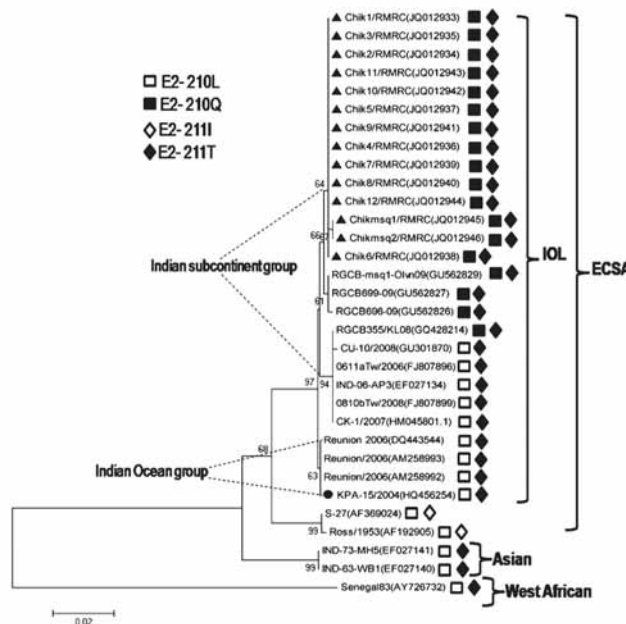 Chik1/RMRC(JQ012933)
Chik3/RMRC(JQ012935)
Chik2/RMRC(JQ012934)
Chik11/RMRC(JQ012943)
Chik10/RMRC(JQ012942)
Chik5/RMRC(JQ012937)
Chik9/RMRC(JQ012941)
Chik4/RMRC(JQ012936)
Chik7/RMRC(JQ012939)
Chik8/RMRC(JQ012940)
Chik12/RMRC(JQ012944)
Chikmsq1/RMRC(JQ012945)
Chikmsq2/RMRC(JQ012946)
Chik6/RMRC(JQ012938)
RGCB-msq1-Olvn09(GU562829)
RGCB699-09(GU562827)
RGCB696-09(GU562826)
RGCB355/KL08(GQ428214)
CU-10/2008(GU301870)
0611aTw/2006(FJ807896)
IND-06-AP3(EF027134)
0810bTw/2008(FJ807899)
CK-1/2007(HM045801.1)
Reunion 2006(DQ443544)
Reunion/2006(AM258993)
Reunion/2006(AM258992)
KPA-15/2004(HQ456254)
S-27(AF369024)
Ross/1953(AF192905)
IND-73-MH5(EF027141)
IND-63-WB1(EF027140)
Senegal83(AY726732)
E2-210L
E2-210Q
E2-211I
E2-211T
Indian subcontinent group
Indian Ocean group
64
66
61
97
94
68
63
99
99
IOL
ECSA
Asian
West African
0.02